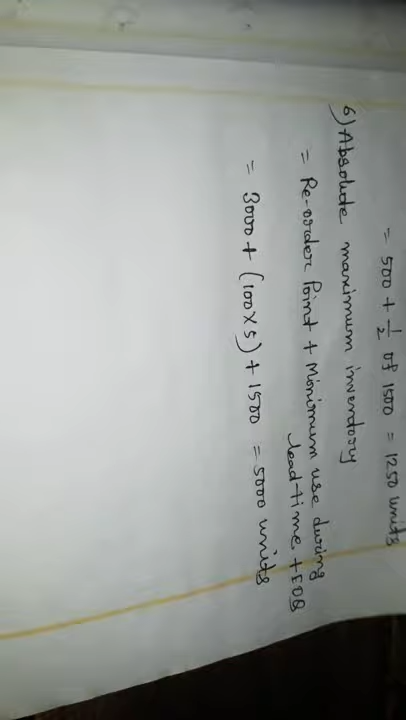 = 500 + 1/2 of 1500 = 1250 units
6) Absolute maximum inventory
= Re-order Point + Minimum use during
lead-time + EOQ
= 3000 + (100 x 5) + 1500 = 5000 units